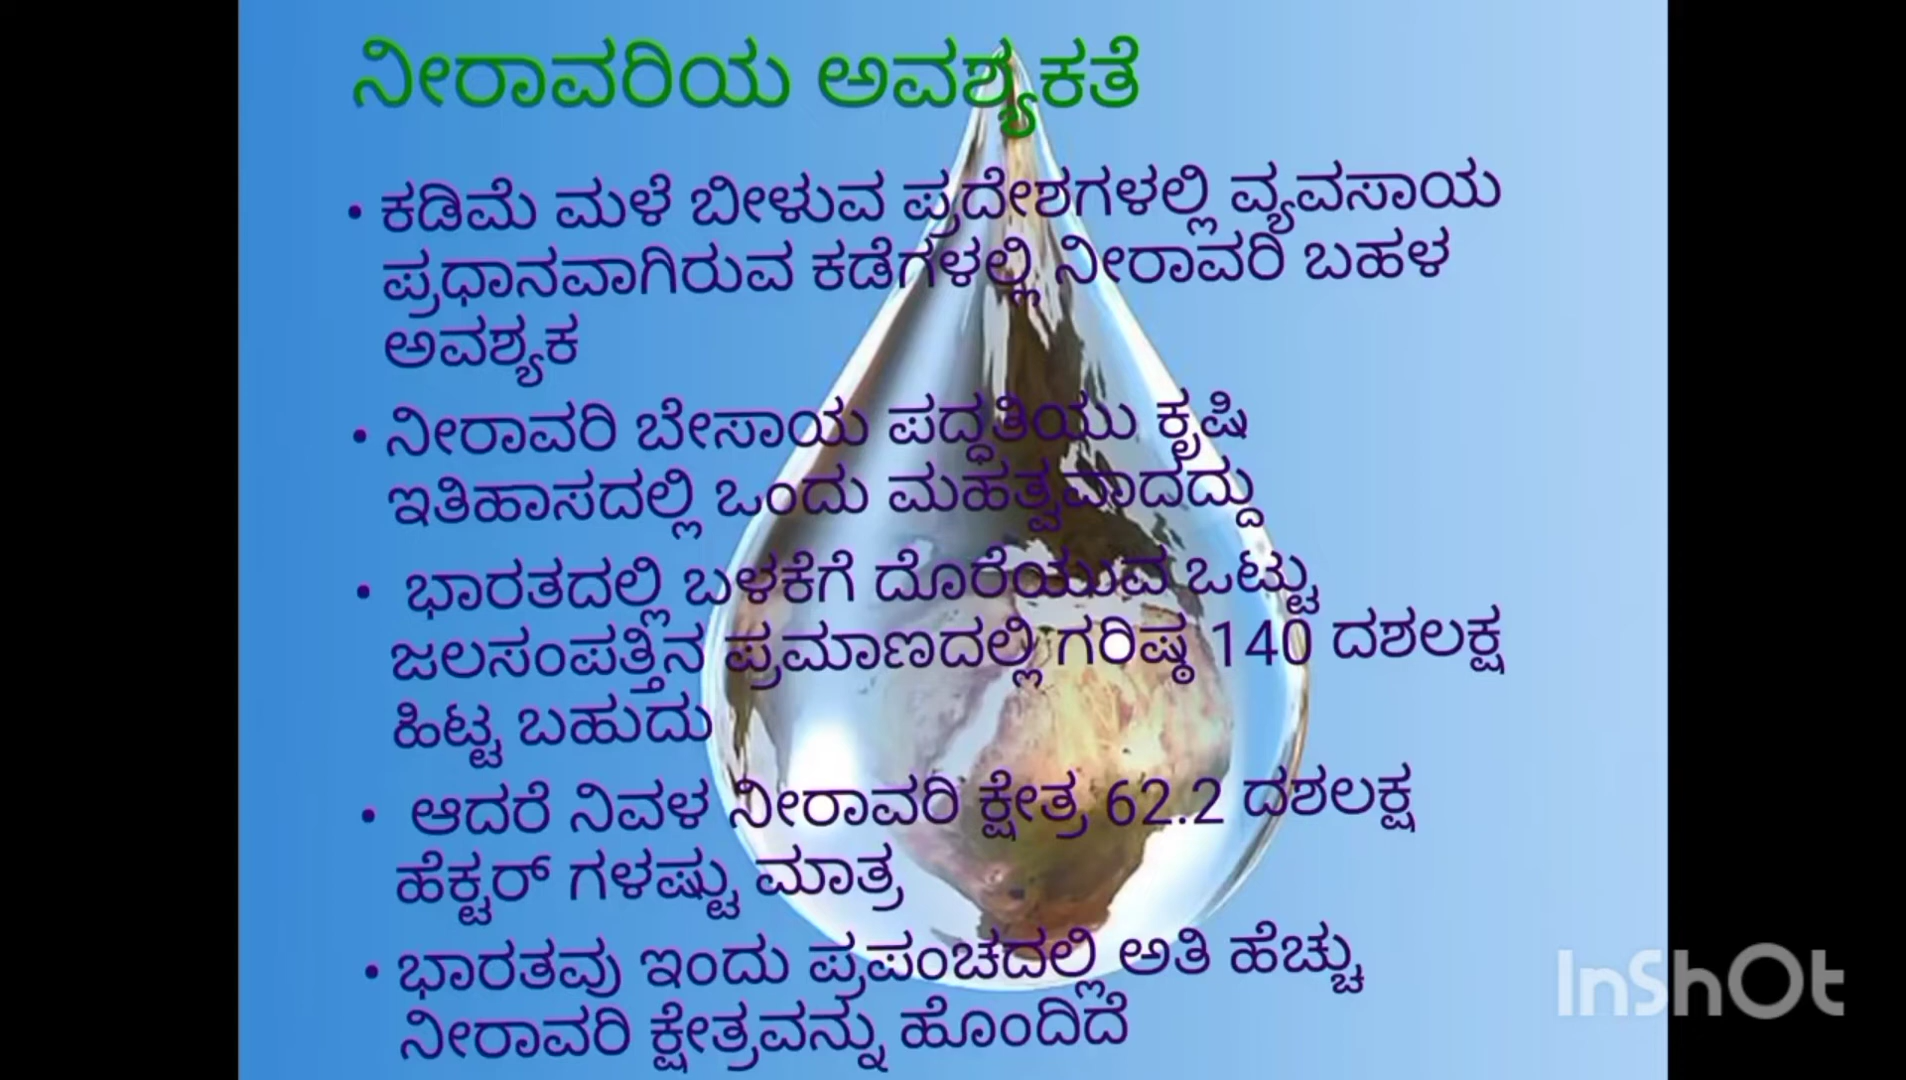 ನೀರಾವರಿಯ ಅವಶ್ಯಕತೆ
• ಕಡಿಮೆ ಮಳೆ ಬೀಳುವ ಪ್ರದೇಶಗಳಲ್ಲಿ ವ್ಯವಸಾಯ
ಪ್ರಧಾನವಾಗಿರುವ ಕಡೆಗಳಲ್ಲಿ ನೀರಾವರಿ ಬಹಳ
ಅವಶ್ಯಕ
• ನೀರಾವರಿ ಬೇಸಾಯ ಪದ್ಧತಿಯು ಕೃಷಿ
ಇತಿಹಾಸದಲ್ಲಿ ಒಂದು ಮಹತ್ವವಾದದ್ದು
• ಭಾರತದಲ್ಲಿ ಬಳಕೆಗೆ ದೊರೆಯುವ ಒಟ್ಟು
ಜಲಸಂಪತ್ತಿನ ಪ್ರಮಾಣದಲ್ಲಿ ಗರಿಷ್ಠ 140 ದಶಲಕ್ಷ
ಹಿಟ್ಟ ಬಹುದು
• ಆದರೆ ನಿವಳ ನೀರಾವರಿ ಕ್ಷೇತ್ರ 62.2 ದಶಲಕ್ಷ
ಹೆಕ್ಟರ್ ಗಳಷ್ಟು ಮಾತ್ರ
• ಭಾರತವು ಇಂದು ಪ್ರಪಂಚದಲ್ಲಿ ಅತಿ ಹೆಚ್ಚು
ನೀರಾವರಿ ಕ್ಷೇತ್ರವನ್ನು ಹೊಂದಿದೆ
InShOt